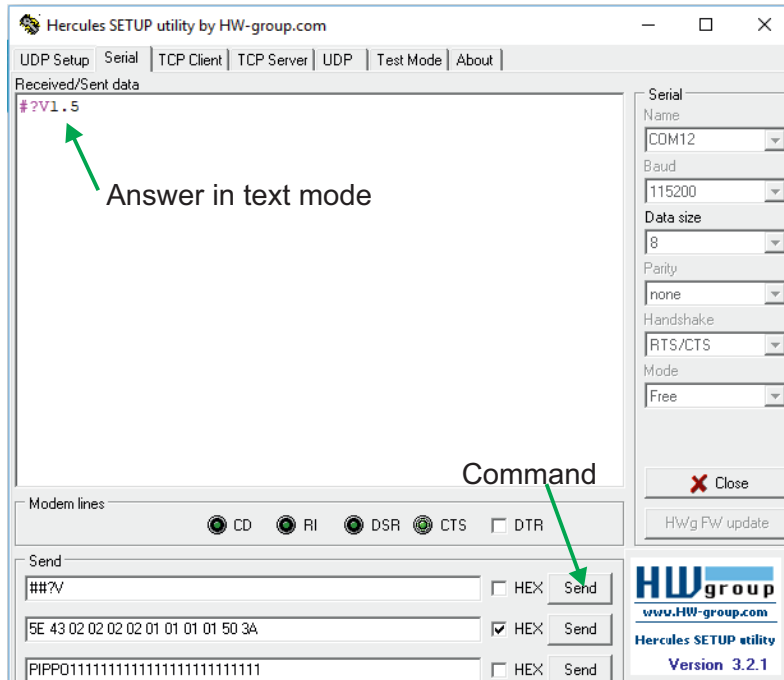 Hercules SETUP utility by HW-group.com
UDP Setup Serial TCP Client TCP Server UDP Test Mode About
Received/Sent data
#?V1.5
Answer in text mode
Serial
Name
COM12
Baud
115200
Data size
8
Parity
none
Handshake
RTS/CTS
Mode
Free
Close
HWg FW update
Command
Modem lines
CD RI DSR CTS DTR
Send
##?V HEX Send
5E 43 02 02 02 02 01 01 01 01 50 3A HEX Send
HWgroup
www.HW-group.com
Hercules SETUP utility
Version 3.2.1
HEX Send